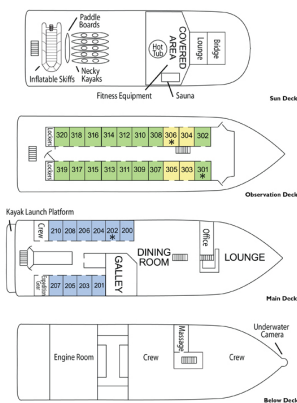 Paddle
Boards
Inflatable Skiffs
Necky
Kayaks
Hot
Tub
COVERED
AREA
Lounge
Bridge
Fitness Equipment
Sauna
Sun Deck
Lockers
320 318 316 314 312 310 308 306 304 302
*
Lockers
319 317 315 313 311 309 307 305 303 301
*
Observation Deck
Kayak Launch Platform
Crew
210 208 206 204 202 200
*
Office
DINING
ROOM
LOUNGE
GALLEY
Expedition
Gear
207 205 203 201
Main Deck
Underwater
Camera
Engine Room
Crew
Massage
Crew
Below Deck